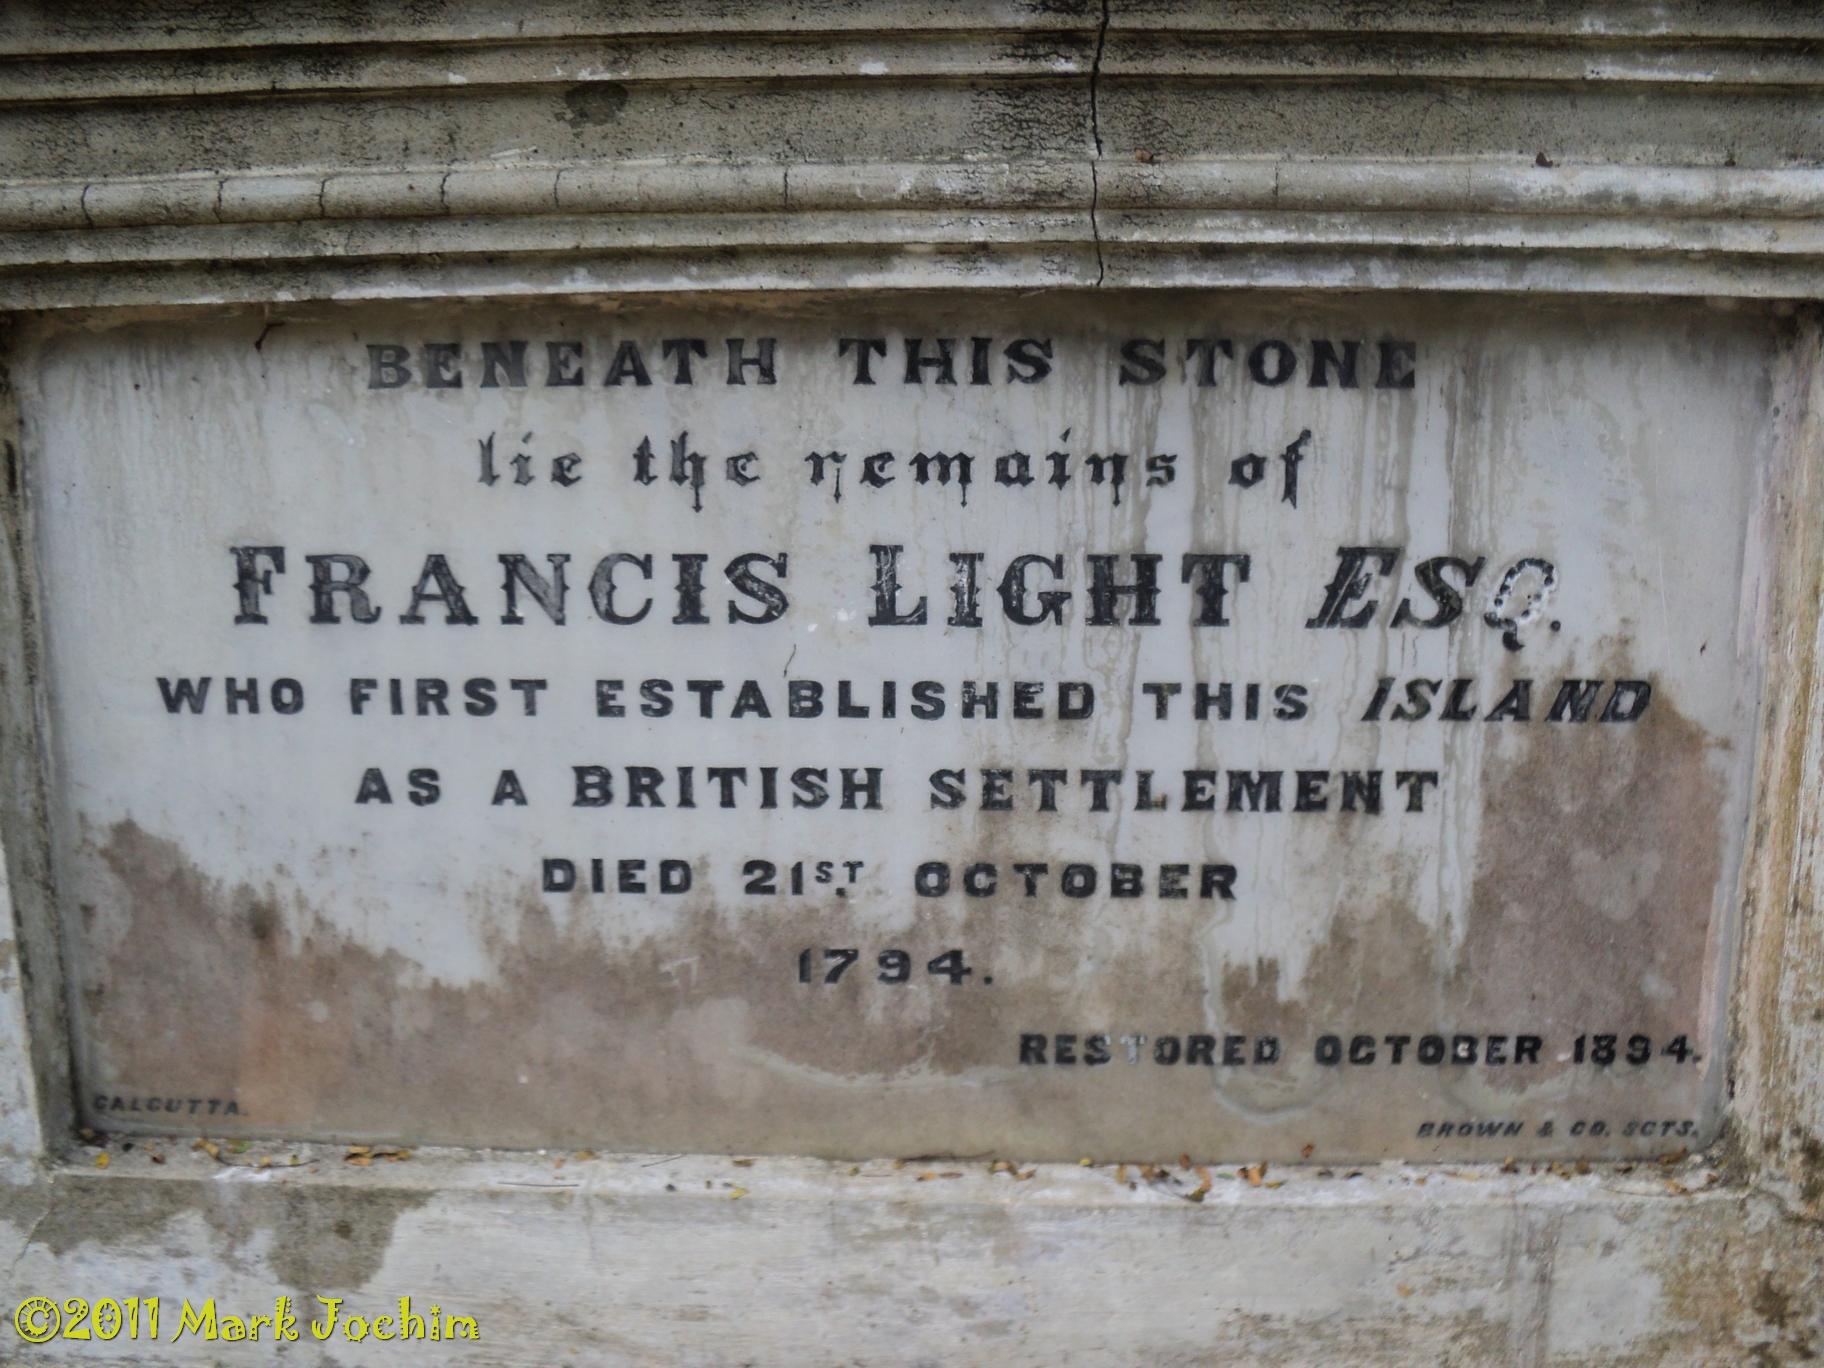 BENEATH THIS STONE
lie the remains of
FRANCIS LIGHT ESQ.
WHO FIRST ESTABLISHED THIS ISLAND
AS A BRITISH SETTLEMENT
DIED 21ST. OCTOBER
1794.
RESTORED OCTOBER 1894.
CALCUTTA.
BROWN & CO. SCTS.
©2011 Mark Jochim